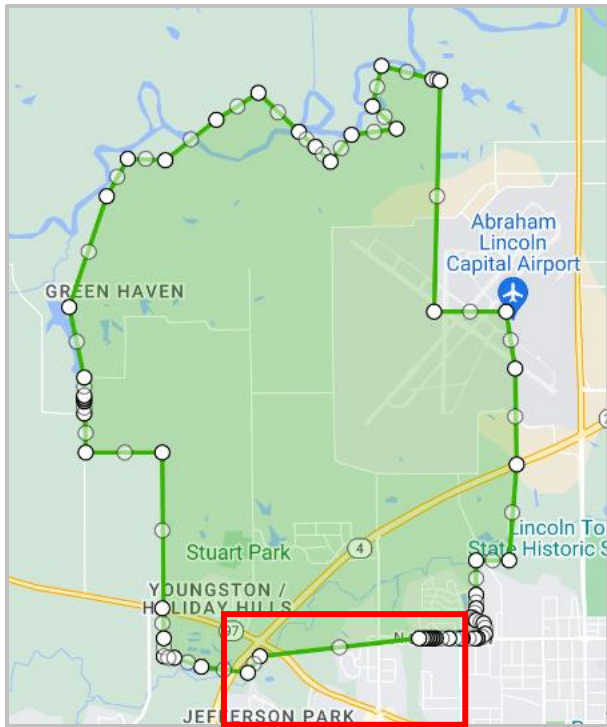 Abraham
Lincoln
Capital Airport
GREEN HAVEN
Lincoln To
State Historic S
4
Stuart Park
YOUNGSTON /
HOLIDAY HILLS
97
N
JEFFERSON PARK